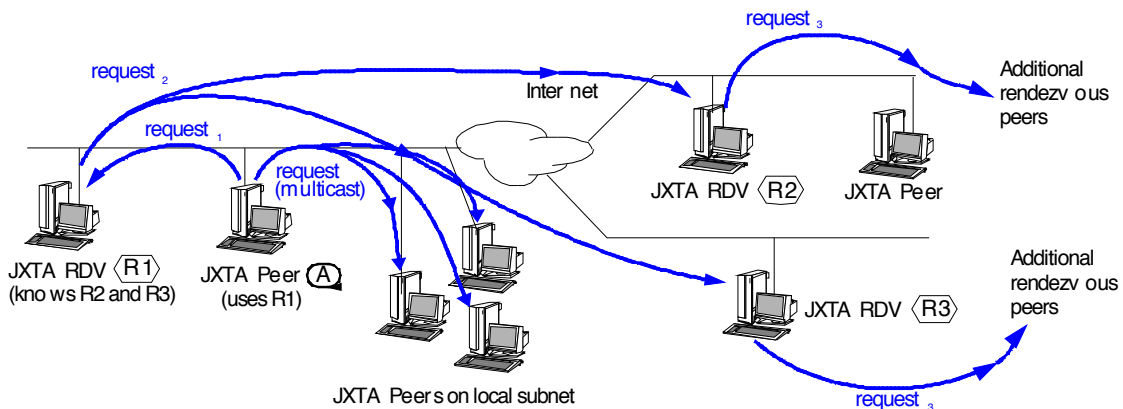 request 3
request 2
Inter net
Additional
rendezv ous
peers
request 1
request
(multicast)
JXTA RDV R2
JXTA Peer
JXTA RDV R1
(kno ws R2 and R3)
JXTA Peer A
(uses R1)
Additional
rendezv ous
peers
JXTA RDV R3
JXTA Peers on local subnet
request 3